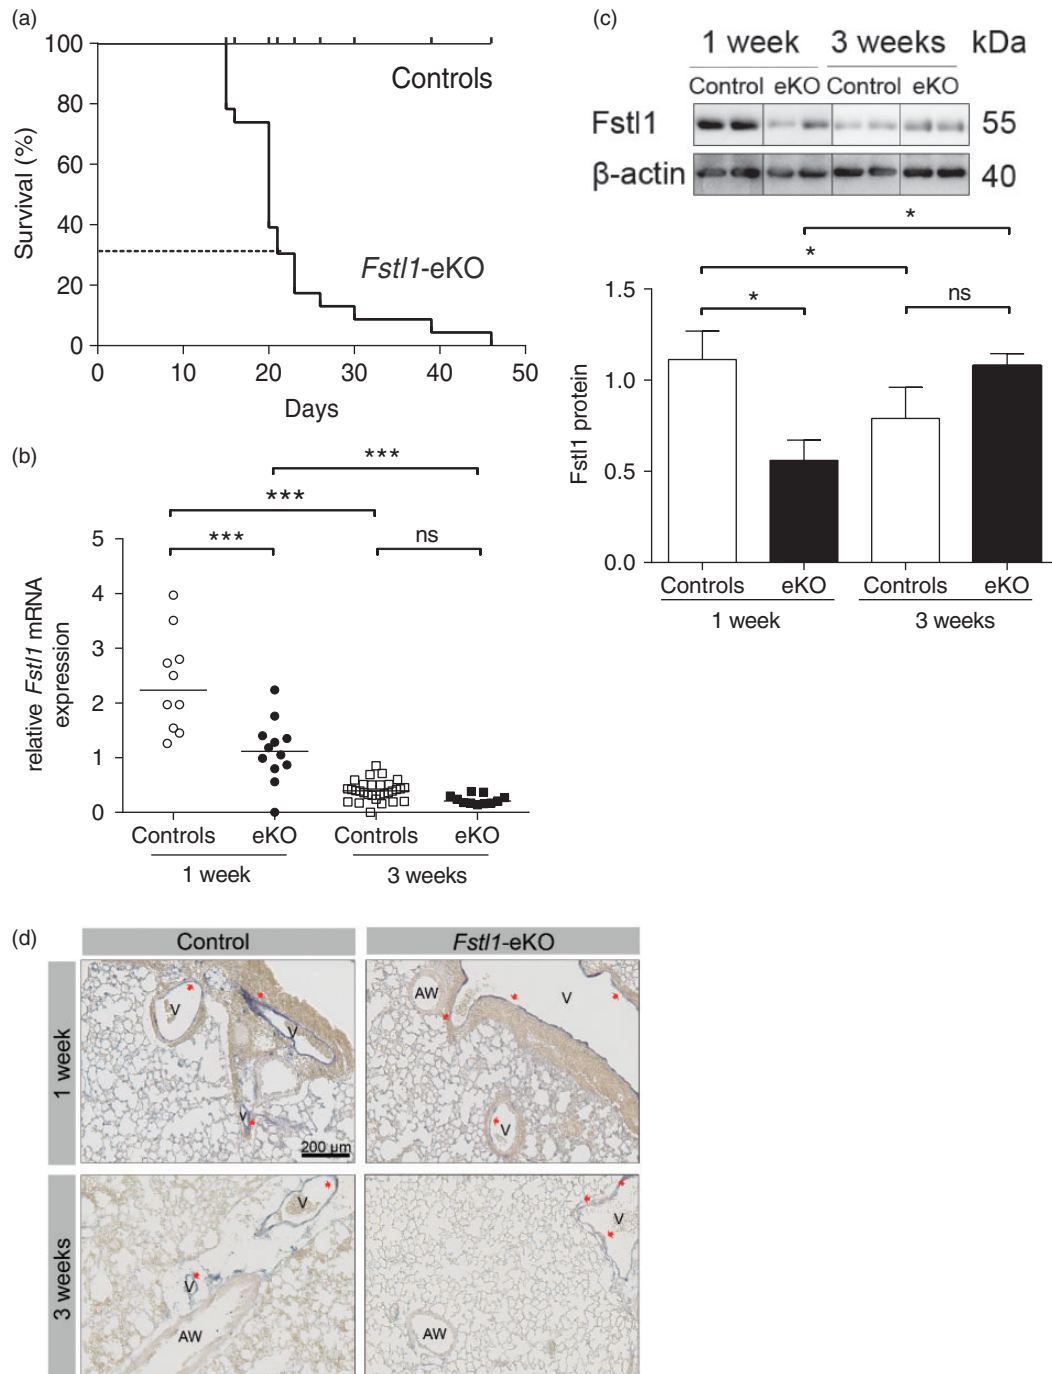 (a)
100
80
60
40
20
0
Survival (%)
Controls
Fstl1-eKO
0 10 20 30 40 50
Days
(b)
***
***
*** ns
5
4
3
2
1
0
relative Fstl1 mRNA
expression
Controls eKO Controls eKO
1 week 3 weeks
(c)
1 week 3 weeks kDa
Control eKO Control eKO
Fstl1 55
β-actin 40
*
*
* ns
1.5
1.0
0.5
0.0
Fstl1 protein
Controls eKO Controls eKO
1 week 3 weeks
(d)
Control Fstl1-eKO
1 week
V V V
200 µm
AW V V
3 weeks
V V AW
V AW